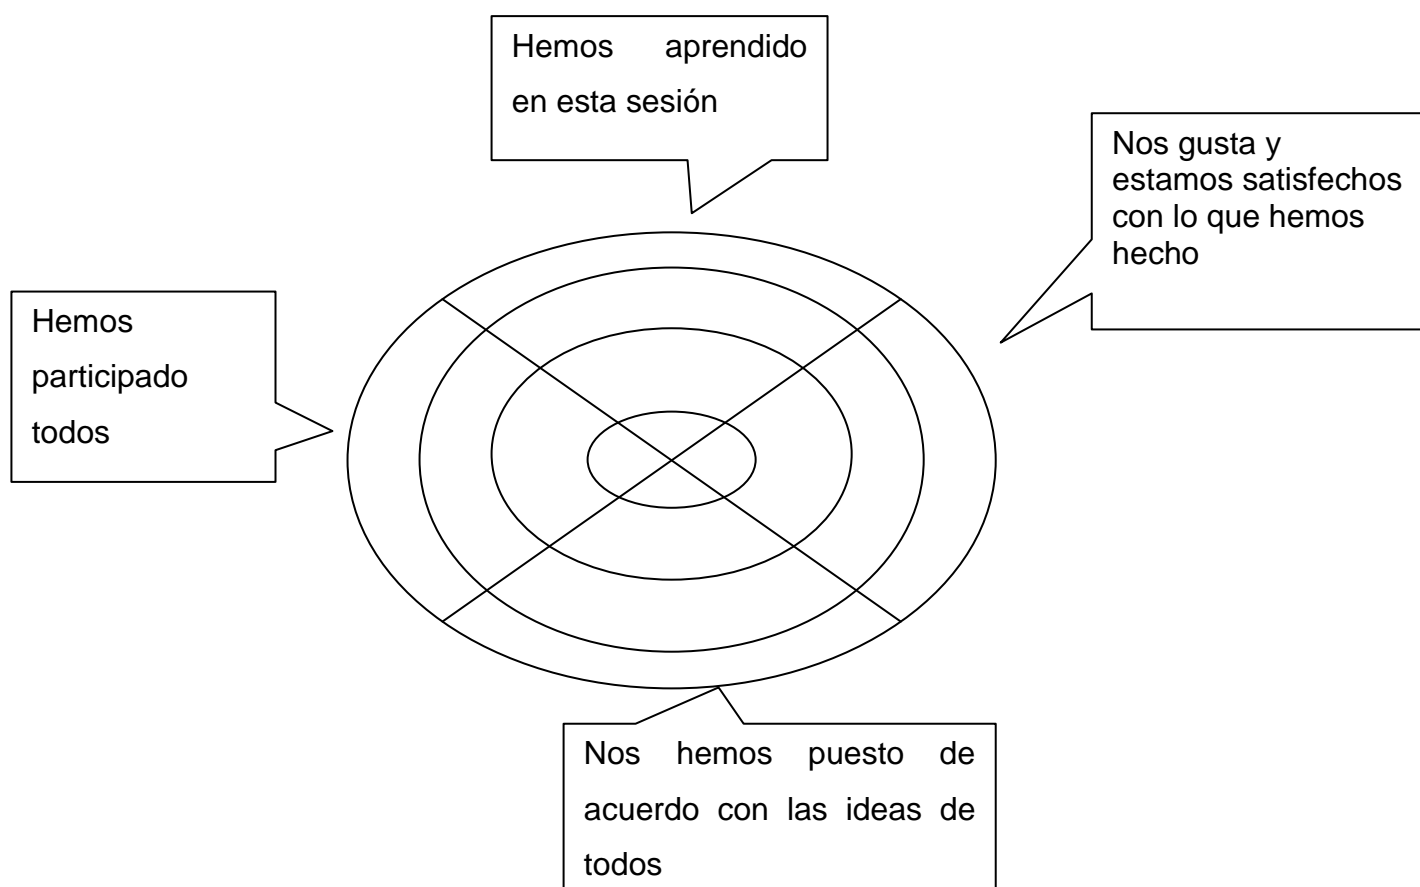 Hemos aprendido
en esta sesión
Nos gusta y
estamos satisfechos
con lo que hemos
hecho
Hemos
participado
todos
Nos hemos puesto de
acuerdo con las ideas de
todos